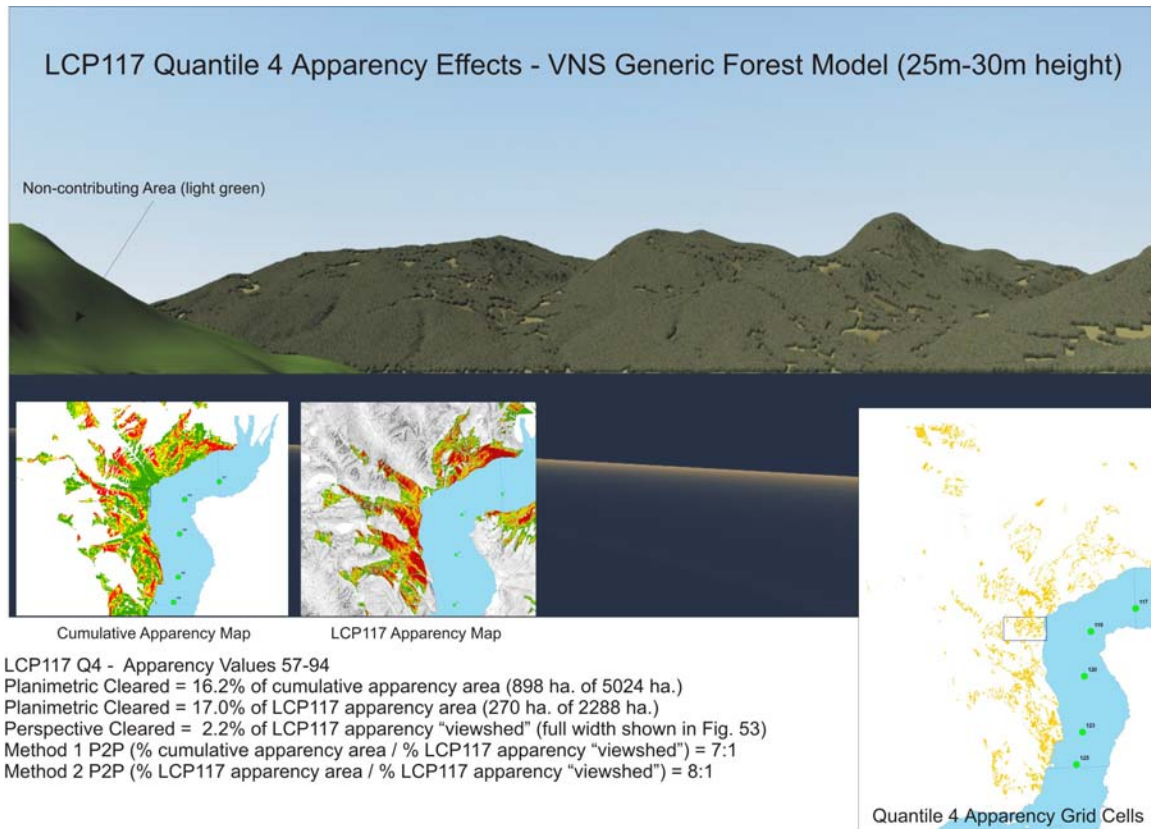 LCP117 Quantile 4 Apparency Effects - VNS Generic Forest Model (25m-30m height)
Non-contributing Area (light green)
Cumulative Apparency Map
LCP117 Apparency Map
LCP117 Q4 - Apparency Values 57-94
Planimetric Cleared = 16.2% of cumulative apparency area (898 ha. of 5024 ha.)
Planimetric Cleared = 17.0% of LCP117 apparency area (270 ha. of 2288 ha.)
Perspective Cleared = 2.2% of LCP117 apparency “viewshed” (full width shown in Fig. 53)
Method 1 P2P (% cumulative apparency area / % LCP117 apparency “viewshed”) = 7:1
Method 2 P2P (% LCP117 apparency area / % LCP117 apparency “viewshed”) = 8:1
117
120
123
125
Quantile 4 Apparency Grid Cells